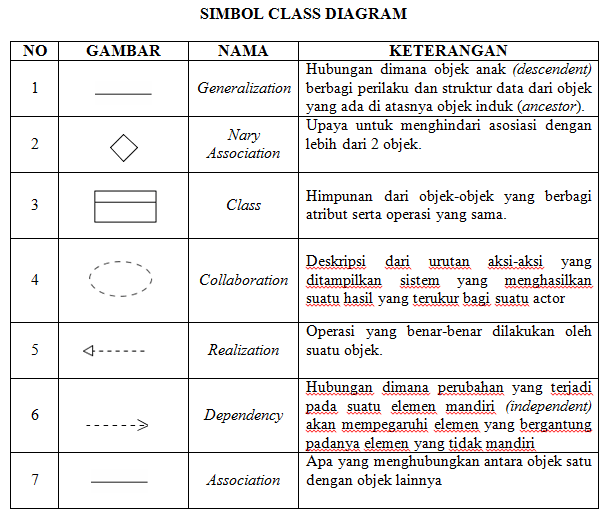 SIMBOL CLASS DIAGRAM
NO GAMBAR NAMA KETERANGAN
1 Generalization Hubungan dimana objek anak (descendent)
berbagi perilaku dan struktur data dari objek
yang ada di atasnya objek induk (ancestor).
2 Nary
Association
Upaya untuk menghindari asosiasi dengan
lebih dari 2 objek.
3 Class Himpunan dari objek-objek yang berbagi
atribut serta operasi yang sama.
4 Collaboration Deskripsi dari urutan aksi-aksi yang
ditampilkan sistem yang menghasilkan
suatu hasil yang terukur bagi suatu actor
5 Realization Operasi yang benar-benar dilakukan oleh
suatu objek.
6 Dependency Hubungan dimana perubahan yang terjadi
pada suatu elemen mandiri (independent)
akan mempegaruhi elemen yang bergantung
padanya elemen yang tidak mandiri
7 Association Apa yang menghubungkan antara objek satu
dengan objek lainnya